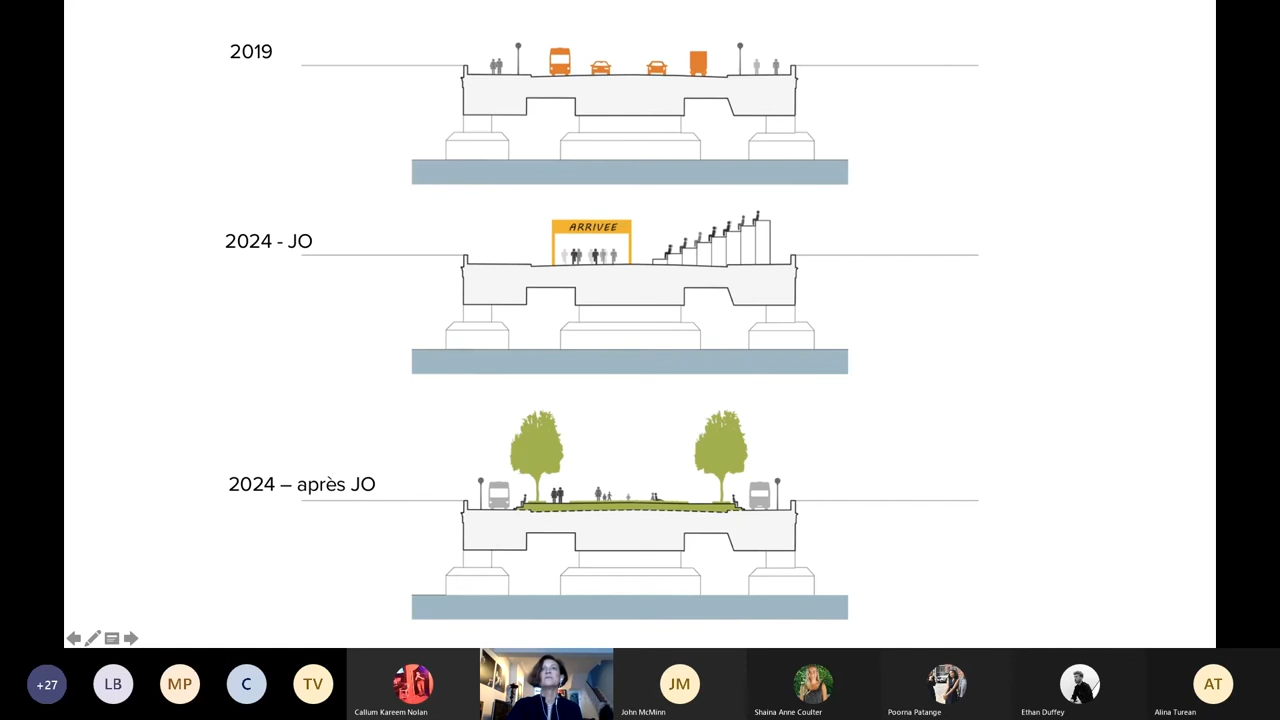 2019
2024 - JO
ARRIVEE
2024 – après JO
+27
LB
MP
C
TV
Callum Kareem Nolan
JM
John McMinn
Shaina Anne Coulter
Poorna Patange
Ethan Duffey
AT
Alina Turean